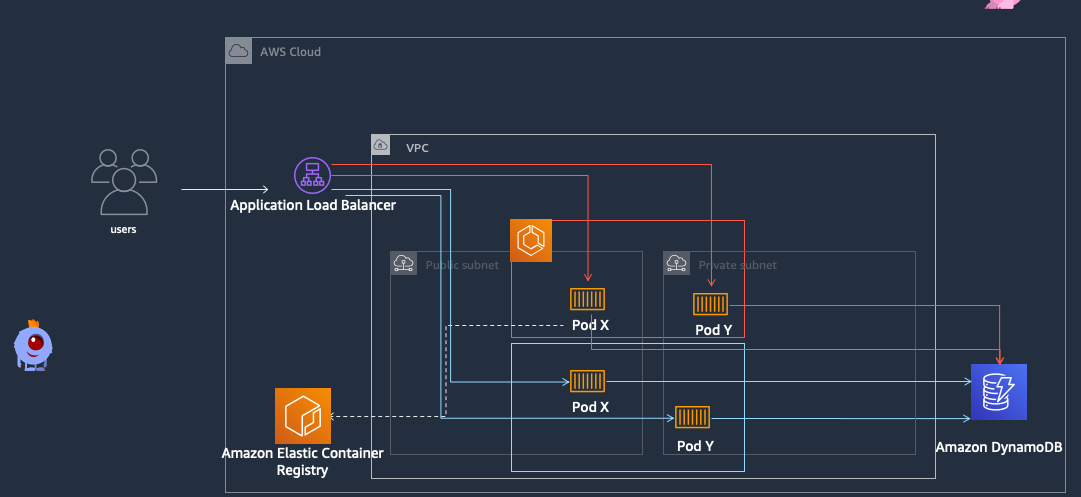 AWS Cloud
VPC
Application Load Balancer
users
Public subnet
Private subnet
Pod X
Pod Y
Pod X
Pod Y
Amazon DynamoDB
Amazon Elastic Container
Registry